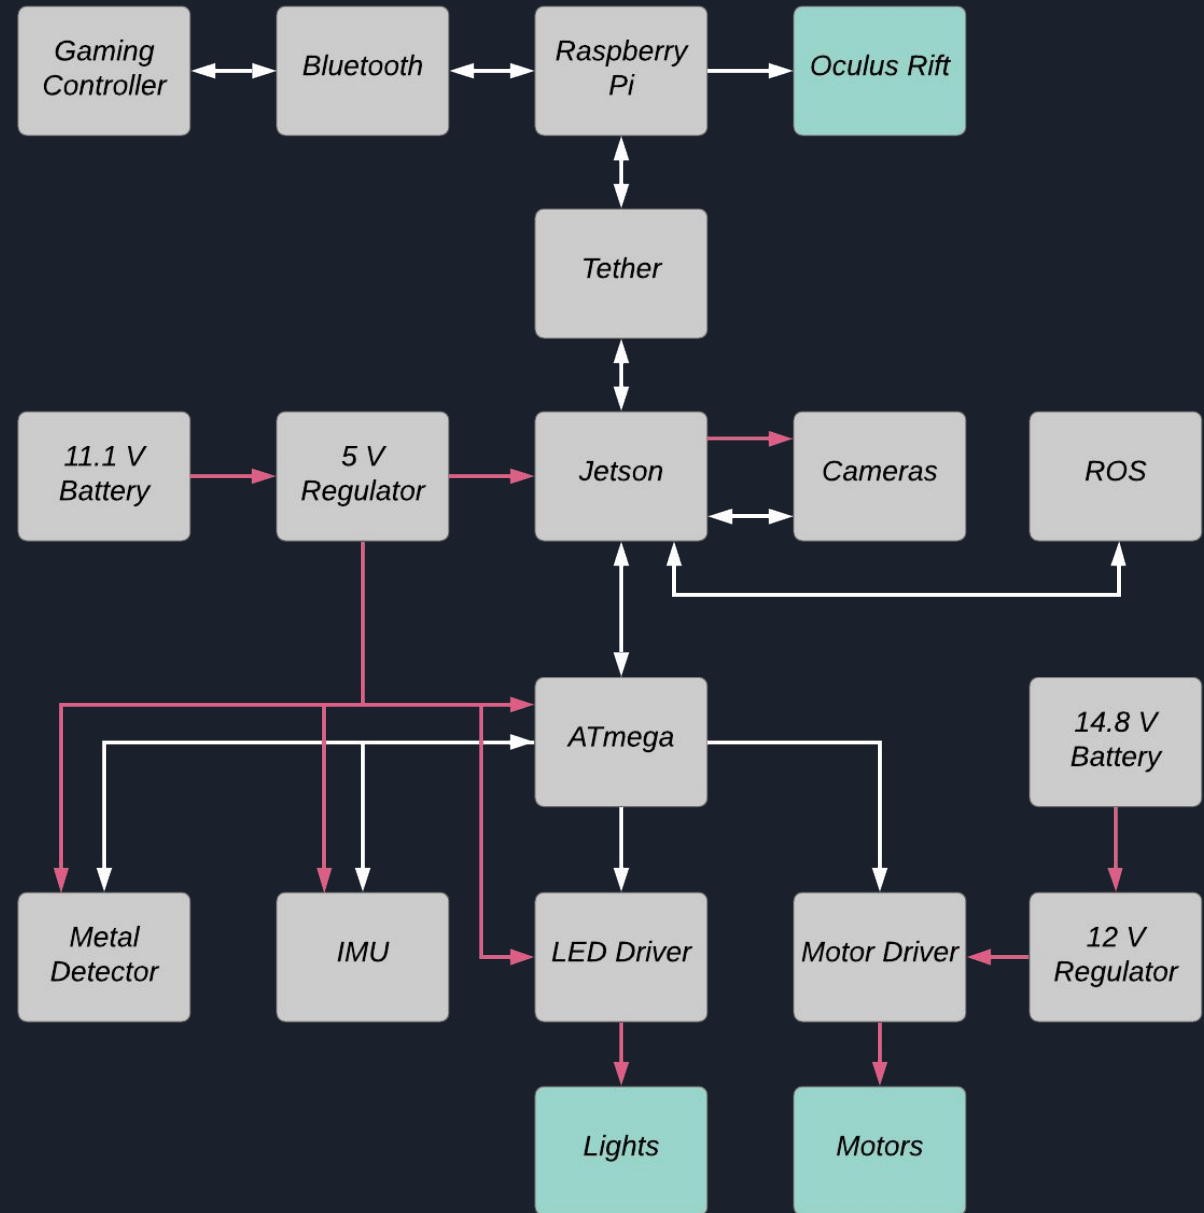 Gaming
Controller
Bluetooth
Raspberry
Pi
Oculus Rift
Tether
11.1 V
Battery
5 V
Regulator
Jetson
Cameras
ROS
ATmega
14.8 V
Battery
Metal
Detector
IMU
LED Driver
Motor Driver
12 V
Regulator
Lights
Motors